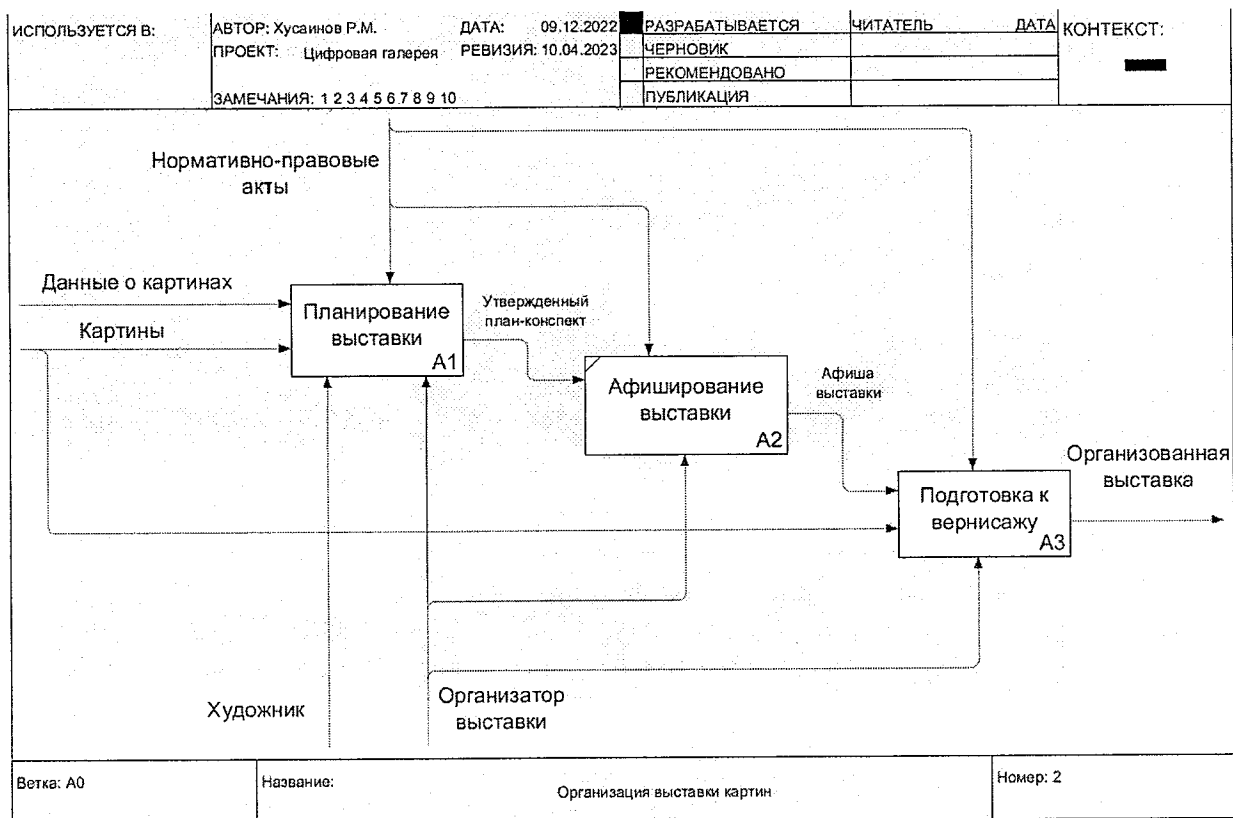 ИСПОЛЬЗУЕТСЯ В:
АВТОР: Хусаинов Р.М.
ДАТА: 09.12.2022
ПРОЕКТ: Цифровая галерея
РЕВИЗИЯ: 10.04.2023
ЗАМЕЧАНИЯ: 1 2 3 4 5 6 7 8 9 10
РАЗРАБАТЫВАЕТСЯ
ЧЕРНОВИК
РЕКОМЕНДОВАНО
ПУБЛИКАЦИЯ
ЧИТАТЕЛЬ
ДАТА
КОНТЕКСТ:
Нормативно-правовые
акты
Данные о картинах
Картины
Планирование
выставки
A1
Утвержденный
план-конспект
Афиширование
выставки
A2
Афиша
выставки
Подготовка к
вернисажу
A3
Организованная
выставка
Художник
Организатор
выставки
Ветка: A0
Название:
Организация выставки картин
Номер: 2